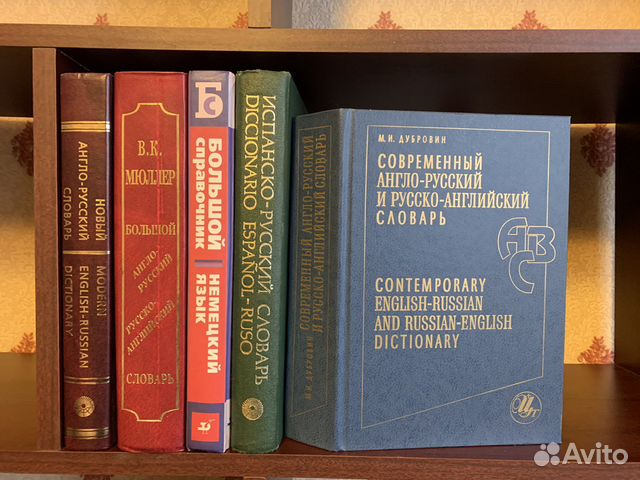 НОВЫЙ
АНГЛО-РУССКИЙ
СЛОВАРЬ
MODERN
ENGLISH-RUSSIAN
DICTIONARY
В.К.
МЮЛЛЕР
БОЛЬШОЙ
АНГЛО-
РУССКИЙ
РУССКО-
АНГЛИЙСКИЙ
СЛОВАРЬ
БС
БОЛЬШОЙ
справочник
НЕМЕЦКИЙ
ЯЗЫК
ИСПАНСКО-РУССКИЙ СЛОВАРЬ
DICCIONARIO ESPAÑOL-RUSO
М.И. ДУБРОВИН
СОВРЕМЕННЫЙ АНГЛО-РУССКИЙ
И РУССКО-АНГЛИЙСКИЙ СЛОВАРЬ
М.И. ДУБРОВИН
СОВРЕМЕННЫЙ
АНГЛО-РУССКИЙ
И РУССКО-АНГЛИЙСКИЙ
СЛОВАРЬ
АБВ
С
CONTEMPORARY
ENGLISH-RUSSIAN
AND RUSSIAN-ENGLISH
DICTIONARY
Avito